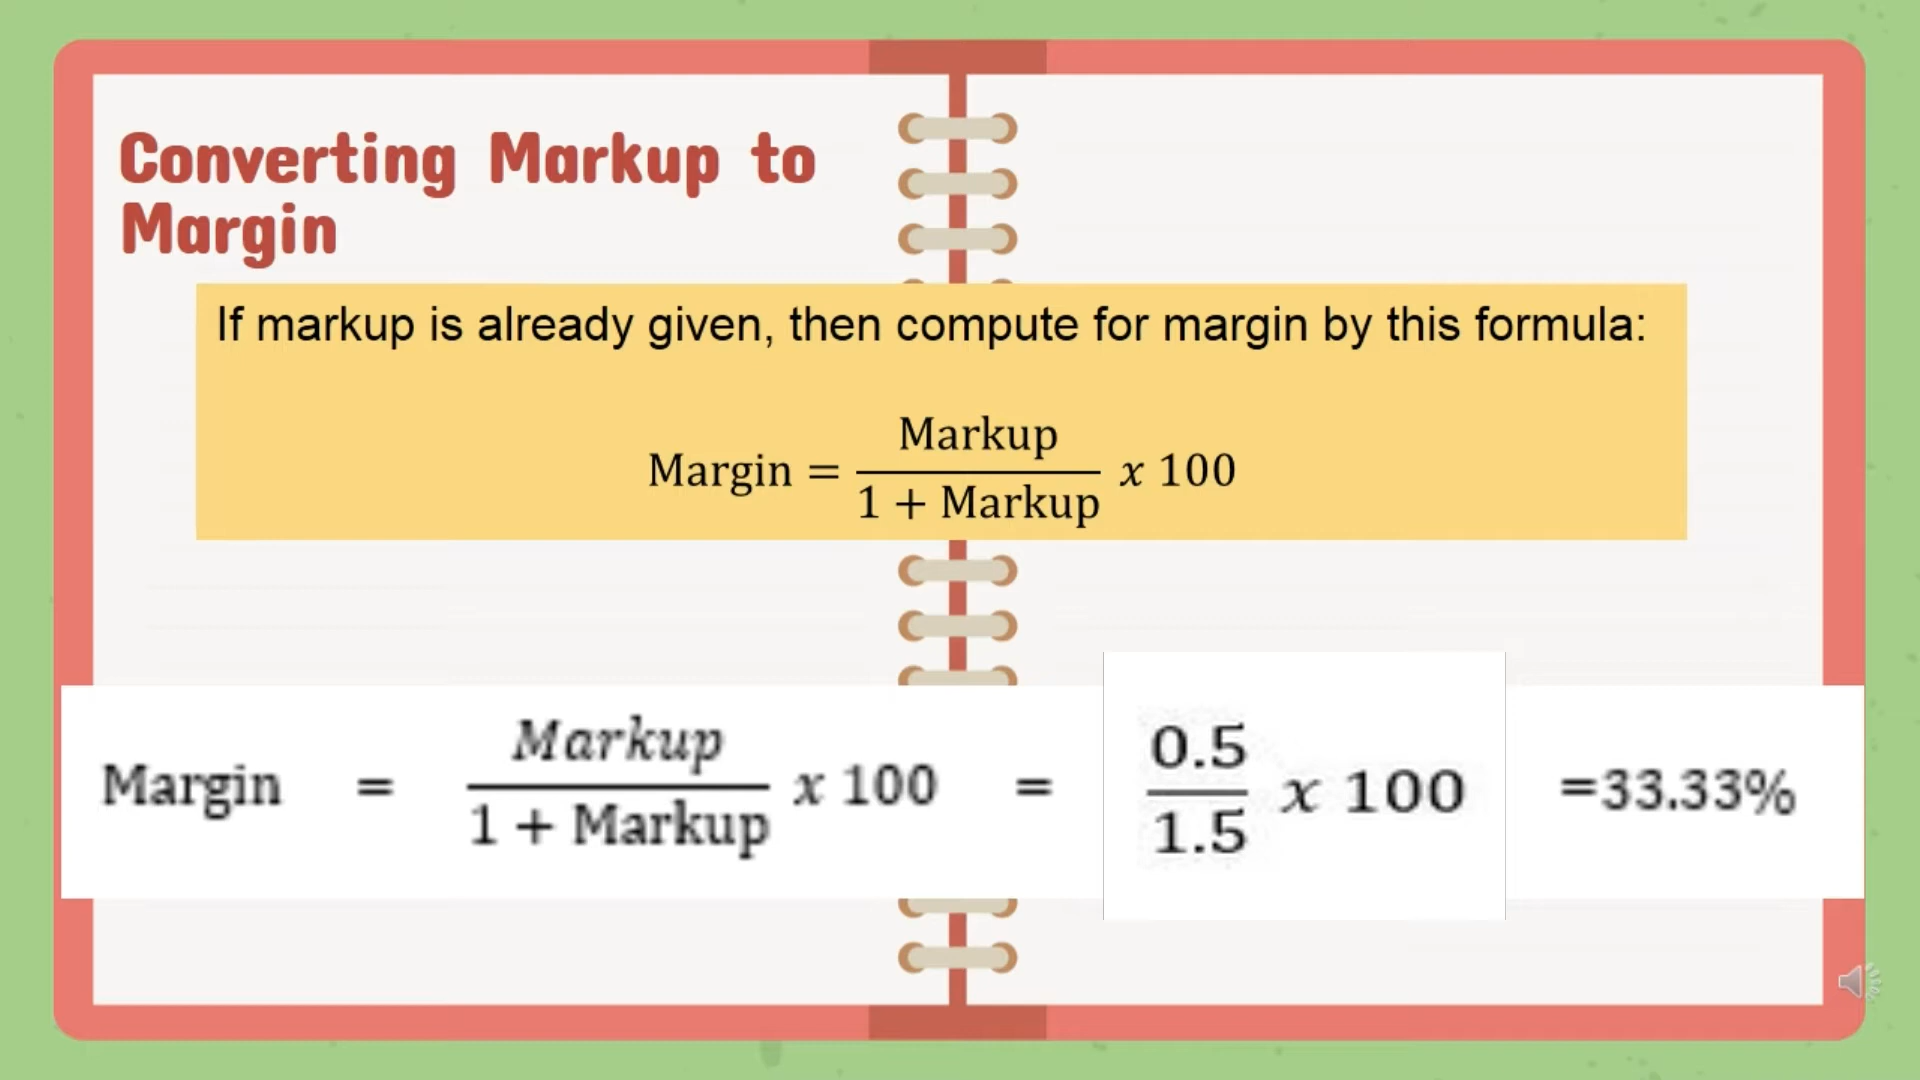 Converting Markup to
Margin
If markup is already given, then compute for margin by this formula:
Margin = Markup / 1 + Markup x 100
Margin = Markup / 1 + Markup x 100 = 0.5 / 1.5 x 100 =33.33%